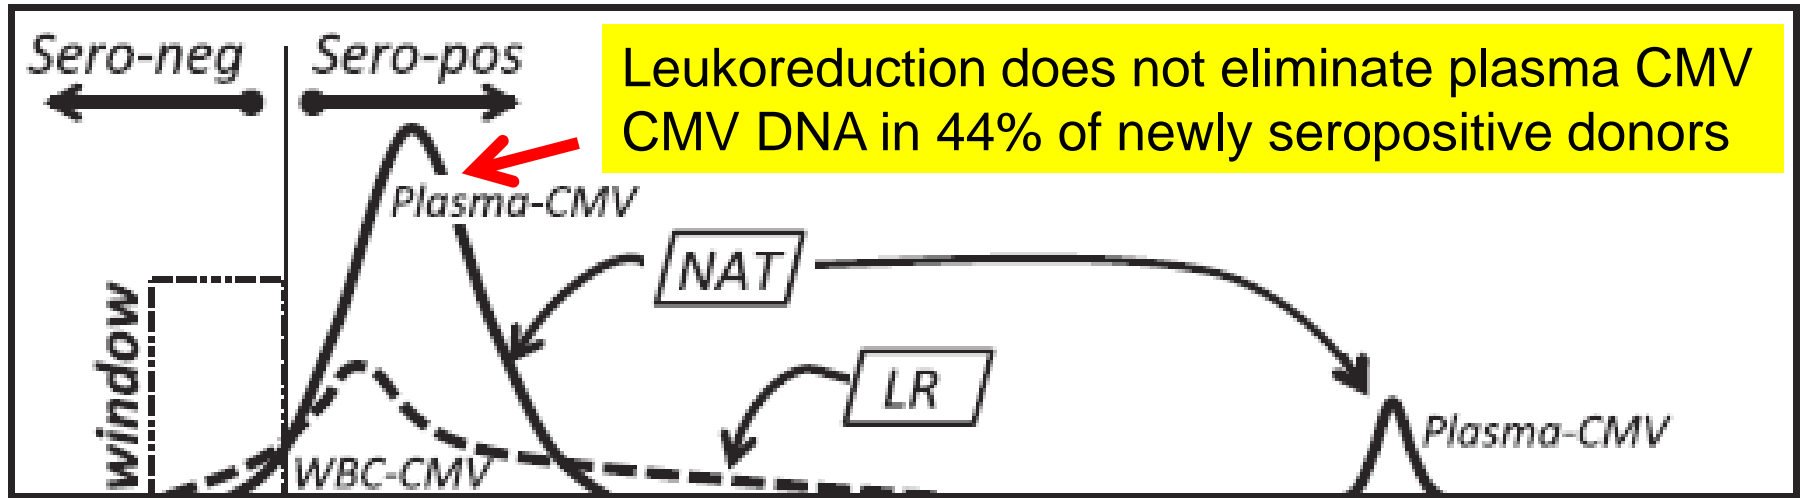 Sero-neg
Sero-pos
Leukoreduction does not eliminate plasma CMV
CMV DNA in 44% of newly seropositive donors
Plasma-CMV
NAT
window
LR
Plasma-CMV
WBC-CMV